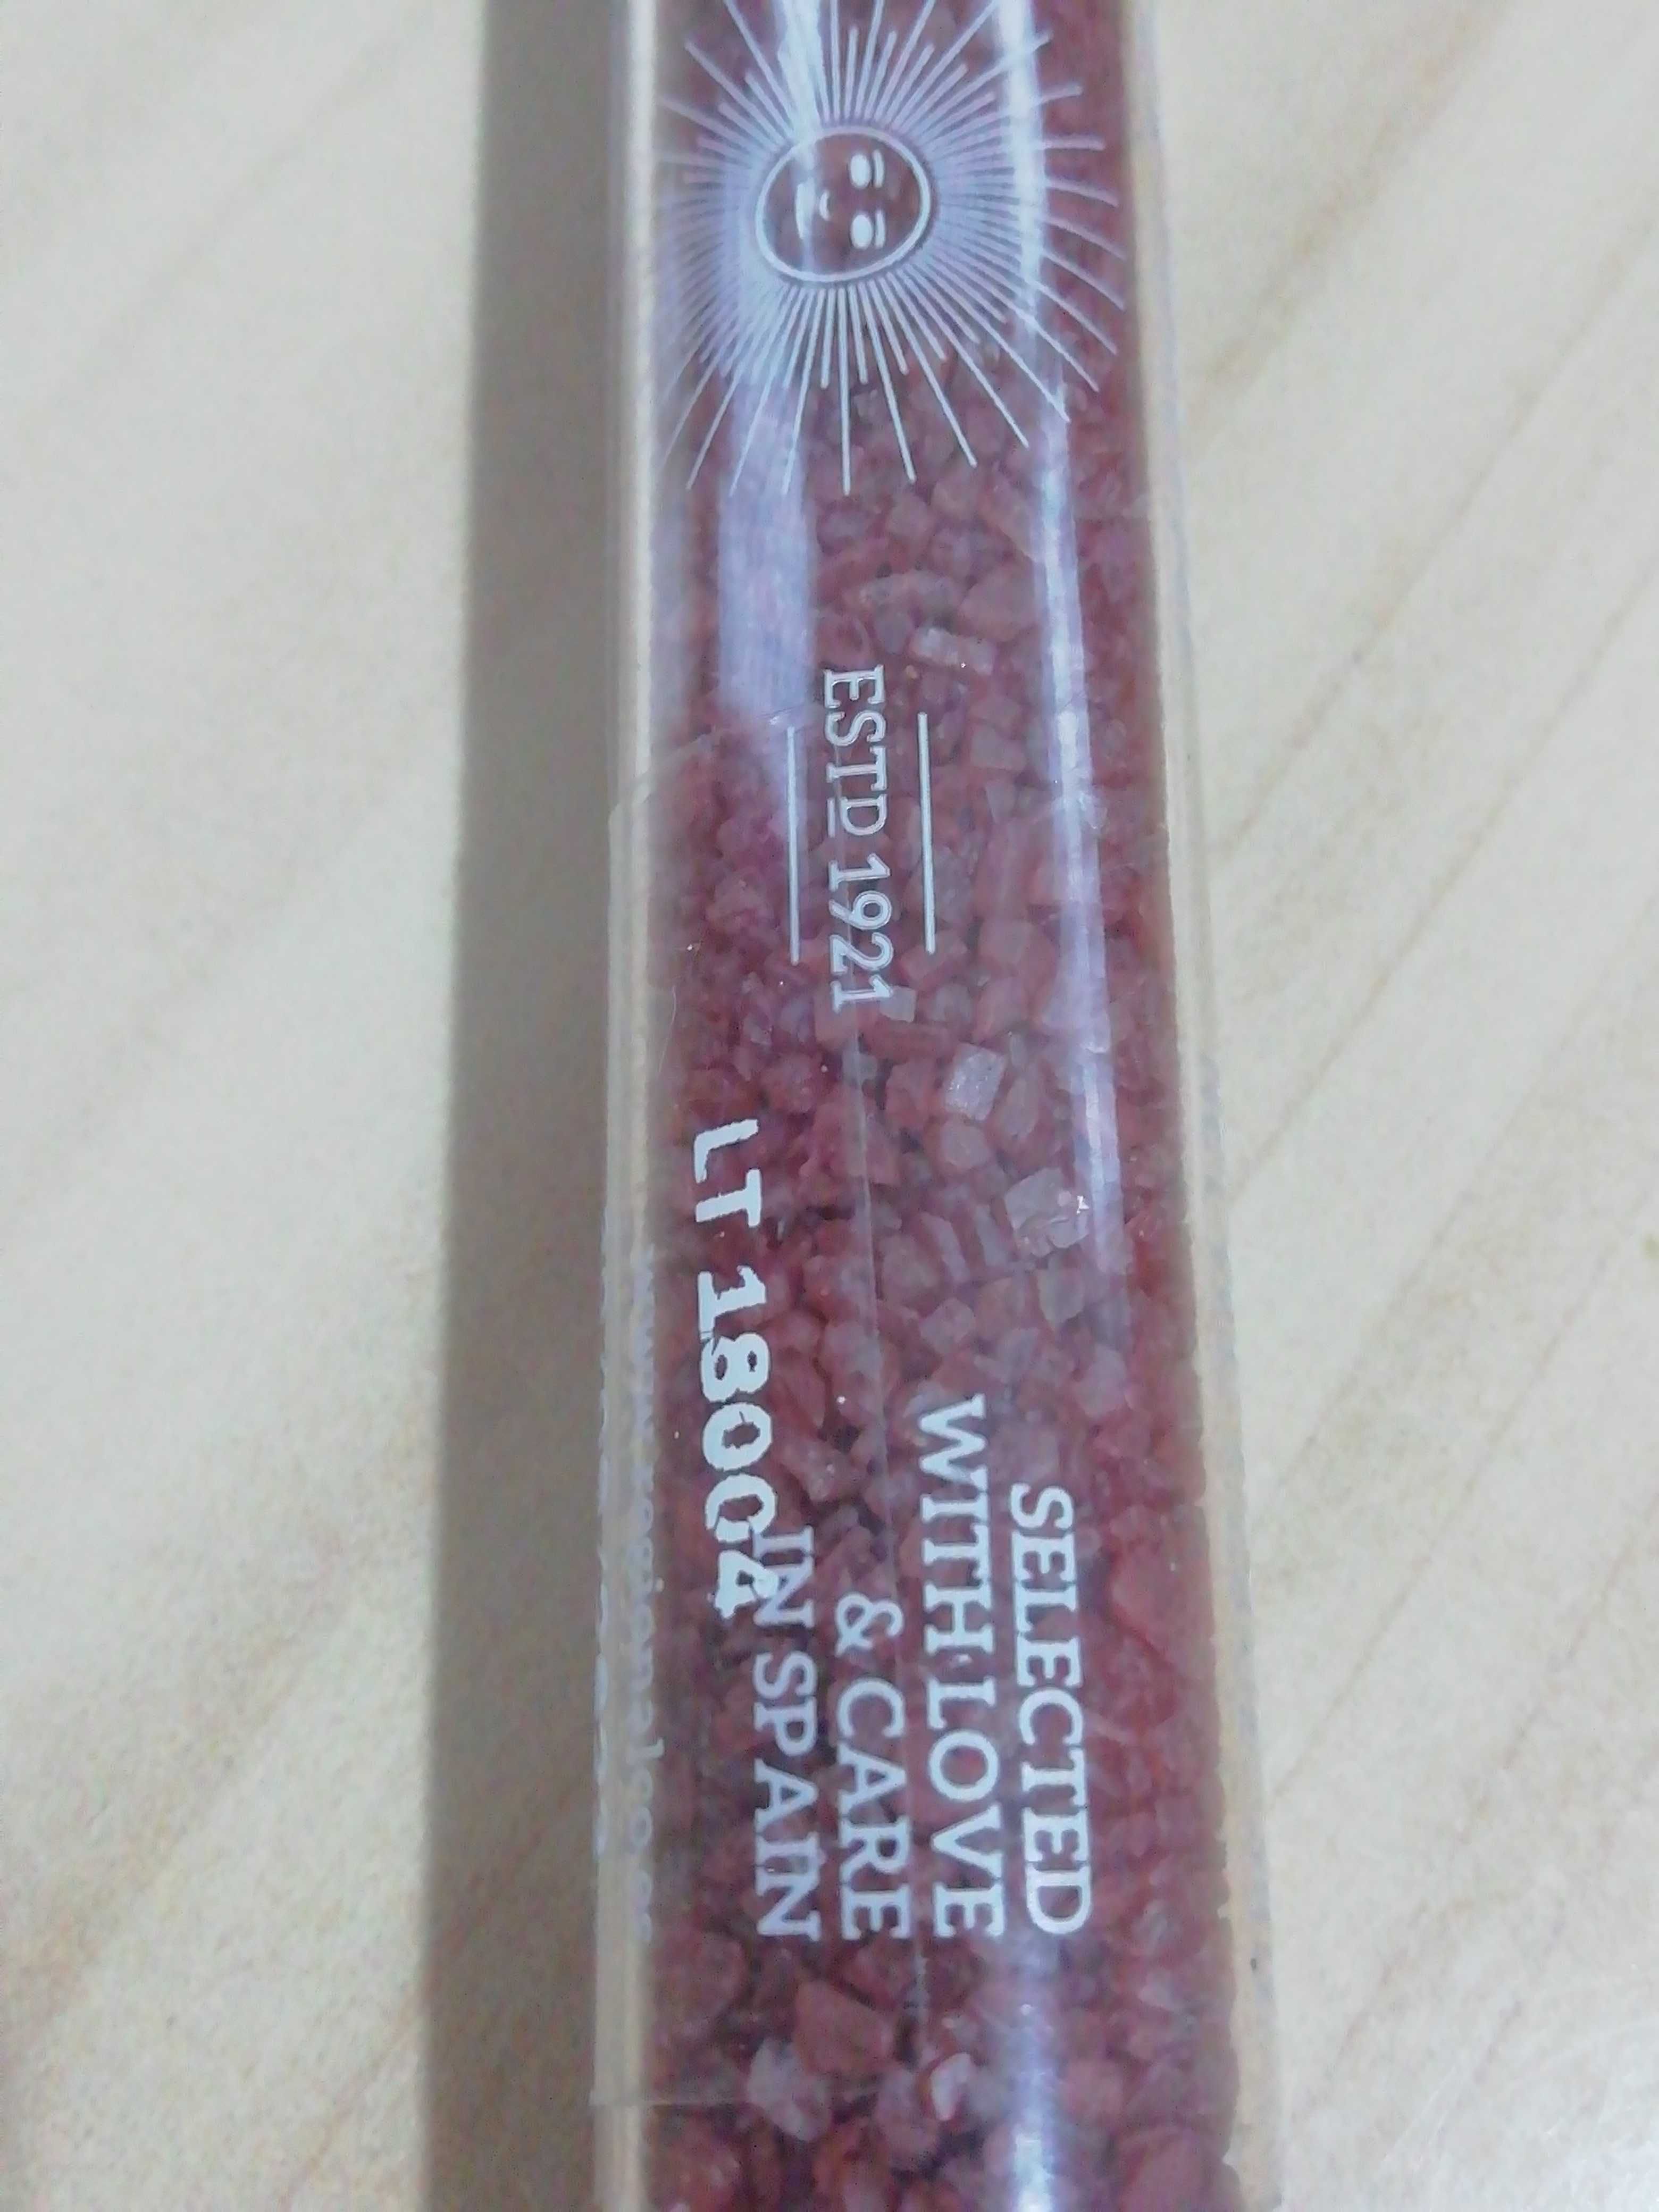 ESTD 1921
SELECTED
WITH LOVE
& CARE
IN SPAIN
LT 18004